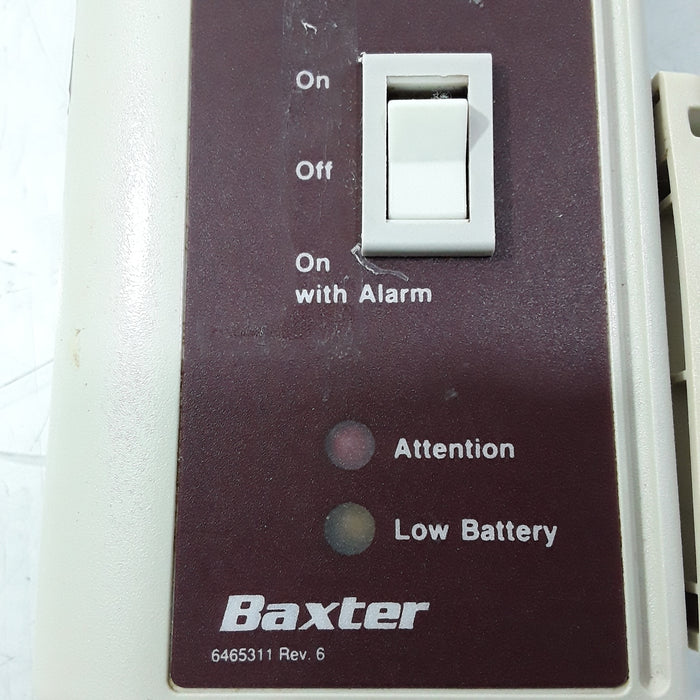 On
Off
On
with Alarm
Attention
Low Battery
Baxter
6465311 Rev. 6